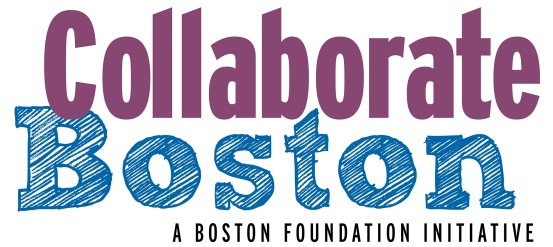 Collaborate
Boston
A BOSTON FOUNDATION INITIATIVE